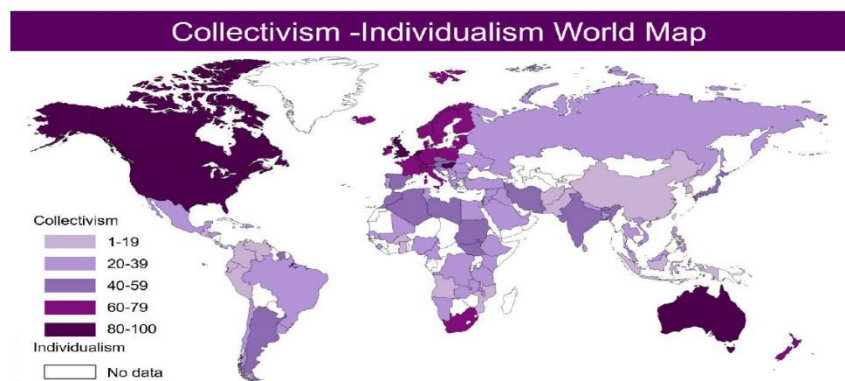 Collectivism -Individualism World Map
Collectivism
1-19
20-39
40-59
60-79
80-100
Individualism
No data